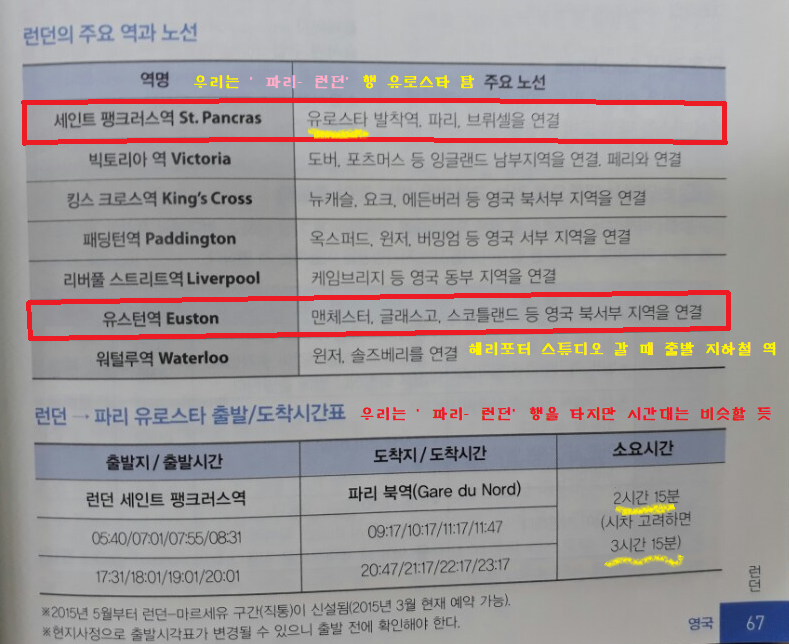 런던의 주요 역과 노선
역명 우리는 ' 파리- 런던' 행 유로스타 탐 주요 노선
세인트 팽크러스역 St. Pancras 유로스타 발착역, 파리, 브뤼셀을 연결
빅토리아 역 Victoria 도버, 포츠머스 등 잉글랜드 남부지역을 연결. 페리와 연결
킹스 크로스역 King's Cross 뉴캐슬, 요크, 에든버러 등 영국 북서부 지역을 연결
패딩턴역 Paddington 옥스퍼드, 윈저, 버밍엄 등 영국 서부 지역을 연결
리버풀 스트리트역 Liverpool 케임브리지 등 영국 동부 지역을 연결
유스턴역 Euston 맨체스터, 글래스고, 스코틀랜드 등 영국 북서부 지역을 연결
워털루역 Waterloo 윈저, 솔즈베리를 연결 해리포터 스튜디오 갈 때 출발 지하철 역
런던 → 파리 유로스타 출발/도착시간표 우리는 ' 파리- 런던' 행을 타지만 시간대는 비슷할 듯
출발지 / 출발시간 도착지 / 도착시간 소요시간
런던 세인트 팽크러스역 파리 북역(Gare du Nord) 2시간 15분
(시차 고려하면
3시간 15분)
05:40/07:01/07:55/08:31 09:17/10:17/11:17/11:47
17:31/18:01/19:01/20:01 20:47/21:17/22:17/23:17
※2015년 5월부터 런던–마르세유 구간(직통)이 신설됨(2015년 3월 현재 예약 가능).
※현지사정으로 출발시각표가 변경될 수 있으니 출발 전에 확인해야 한다.
런던
영국 67